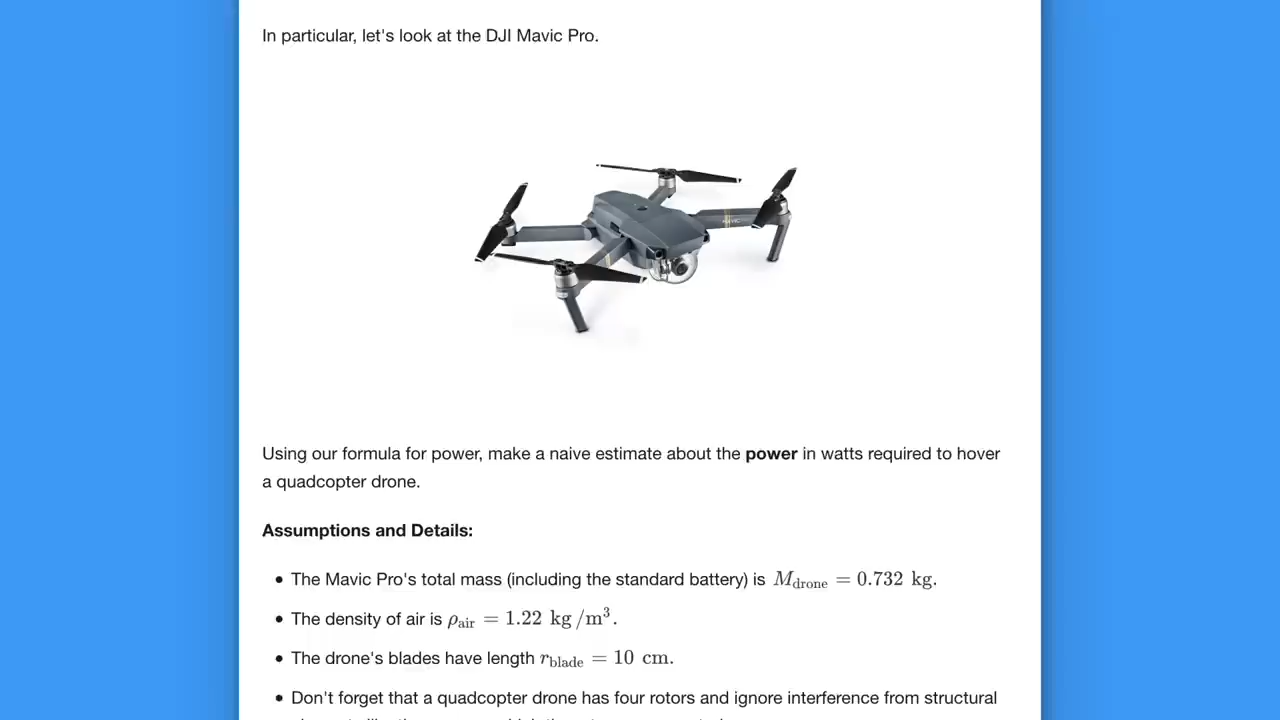 In particular, let's look at the DJI Mavic Pro.
Using our formula for power, make a naive estimate about the power in watts required to hover
a quadcopter drone.
Assumptions and Details:
• The Mavic Pro's total mass (including the standard battery) is M_drone = 0.732 kg.
• The density of air is ρ_air = 1.22 kg/m³.
• The drone's blades have length r_blade = 10 cm.
• Don't forget that a quadcopter drone has four rotors and ignore interference from structural